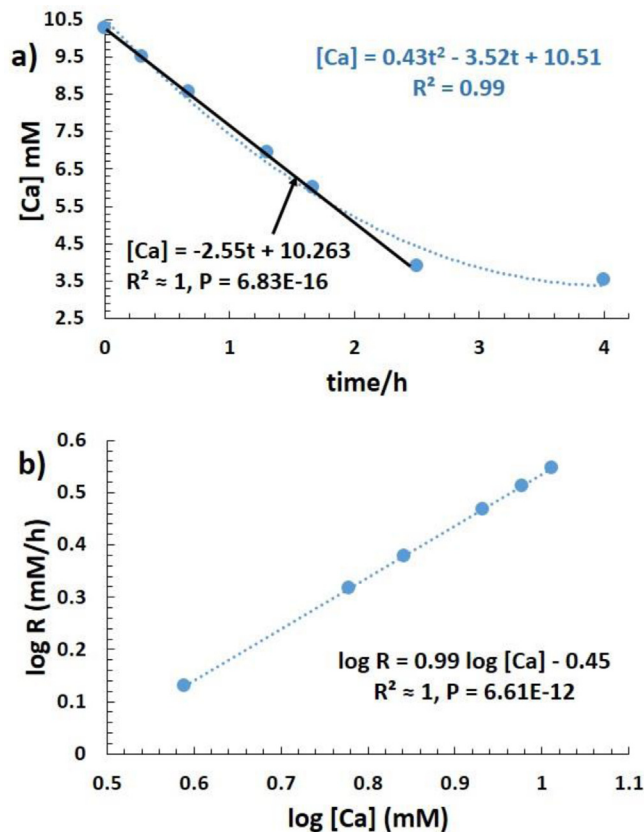 a)
10.5
9.5
8.5
7.5
6.5
5.5
4.5
3.5
2.5
[Ca] mM
[Ca] = 0.43t² - 3.52t + 10.51
R² = 0.99
[Ca] = -2.55t + 10.263
R² ≈ 1, P = 6.83E-16
0 1 2 3 4
time/h
b)
0.6
0.5
0.4
0.3
0.2
0.1
0
log R (mM/h)
log R = 0.99 log [Ca] - 0.45
R² ≈ 1, P = 6.61E-12
0.5 0.6 0.7 0.8 0.9 1 1.1
log [Ca] (mM)